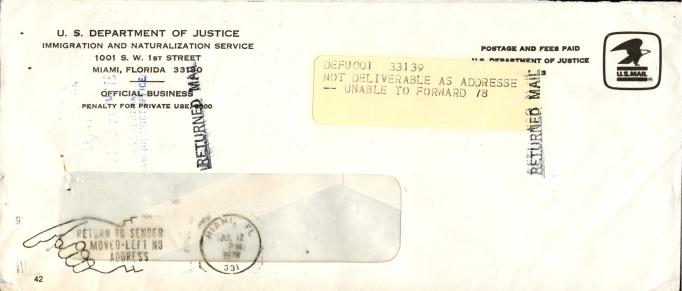 U. S. DEPARTMENT OF JUSTICE
IMMIGRATION AND NATURALIZATION SERVICE
1001 S. W. 1ST STREET
MIAMI, FLORIDA 33130
OFFICIAL BUSINESS
PENALTY FOR PRIVATE USE, $300
RETURNED MAIL
DEFU001 33139
NOT DELIVERABLE AS ADDRESSE
-- UNABLE TO FORWARD 78
POSTAGE AND FEES PAID
U.S. DEPARTMENT OF JUSTICE
U.S.MAIL
RETURNED MAIL
RETURN TO SENDER
MOVED-LEFT NO
ADDRESS
MIAMI, FL
JUL 12
PM
1978
331
42